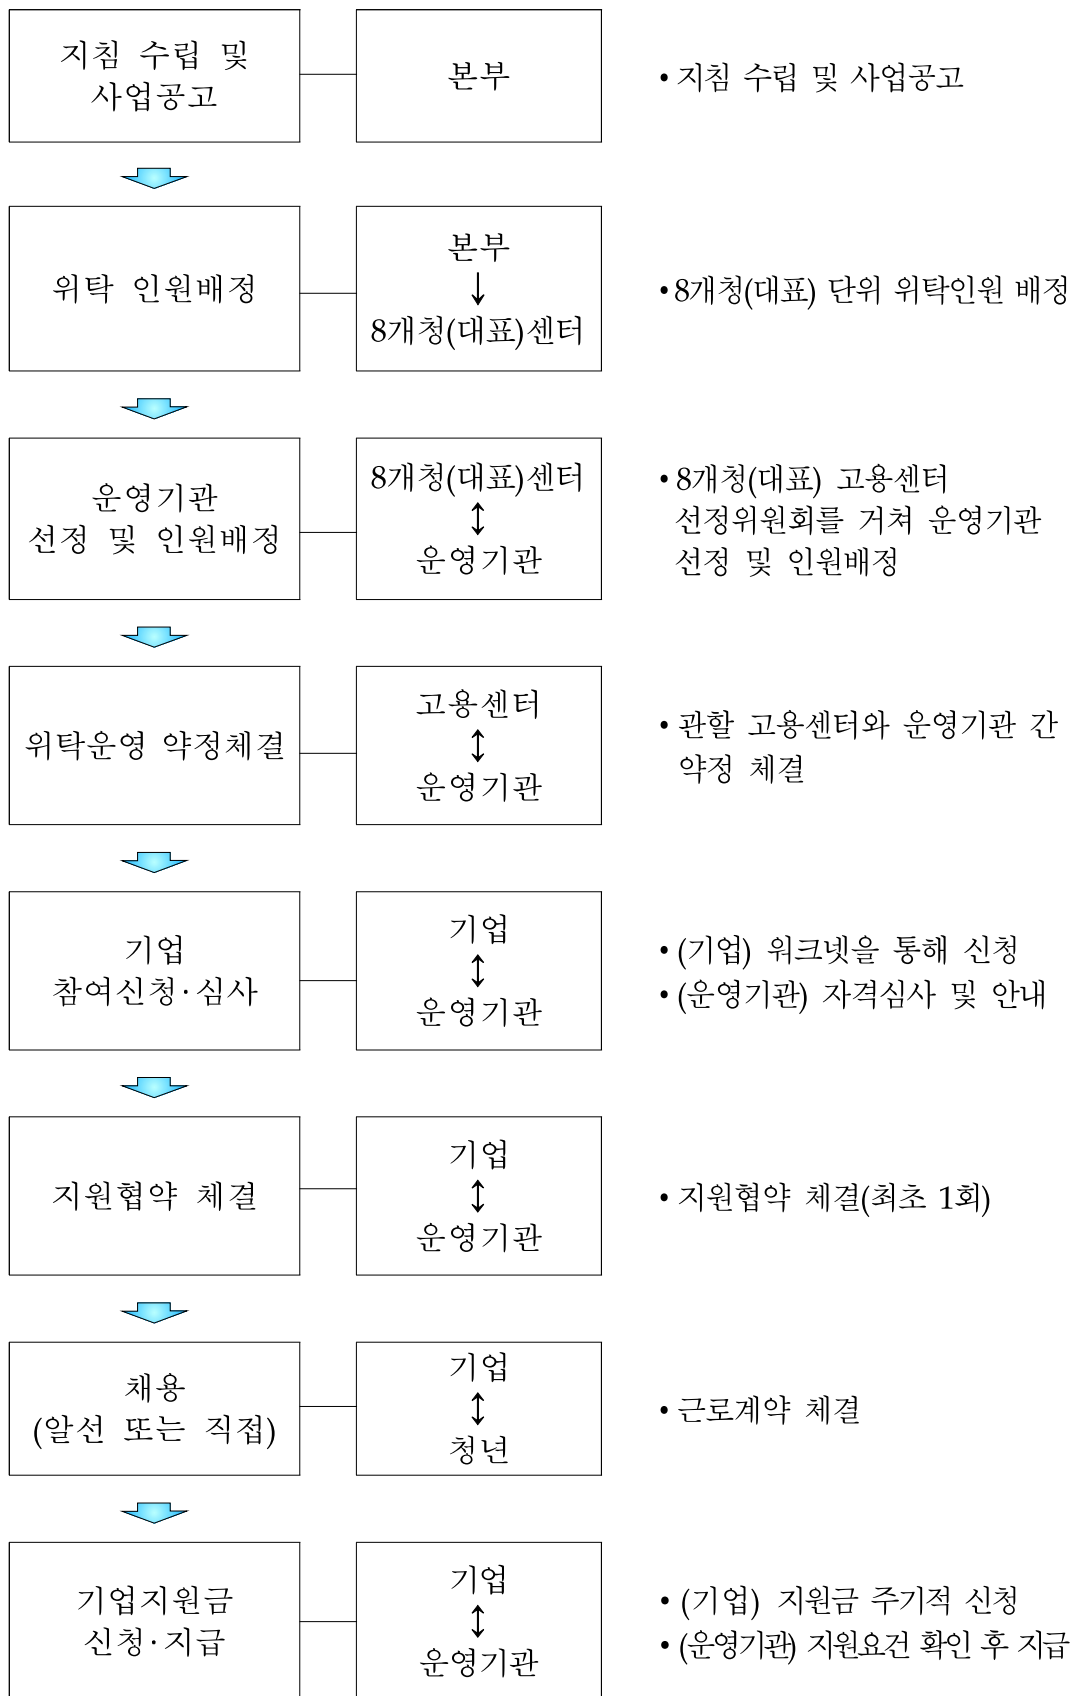 지침 수립 및
사업공고
본부
• 지침 수립 및 사업공고
위탁 인원배정
본부
↓
8개청(대표)센터
• 8개청(대표) 단위 위탁인원 배정
운영기관
선정 및 인원배정
8개청(대표)센터
↕
운영기관
• 8개청(대표) 고용센터
선정위원회를 거쳐 운영기관
선정 및 인원배정
위탁운영 약정체결
고용센터
↕
운영기관
• 관할 고용센터와 운영기관 간
약정 체결
기업
참여신청·심사
기업
↕
운영기관
• (기업) 워크넷을 통해 신청
• (운영기관) 자격심사 및 안내
지원협약 체결
기업
↕
운영기관
• 지원협약 체결(최초 1회)
채용
(알선 또는 직접)
기업
↕
청년
• 근로계약 체결
기업지원금
신청·지급
기업
↕
운영기관
• (기업) 지원금 주기적 신청
• (운영기관) 지원요건 확인 후 지급